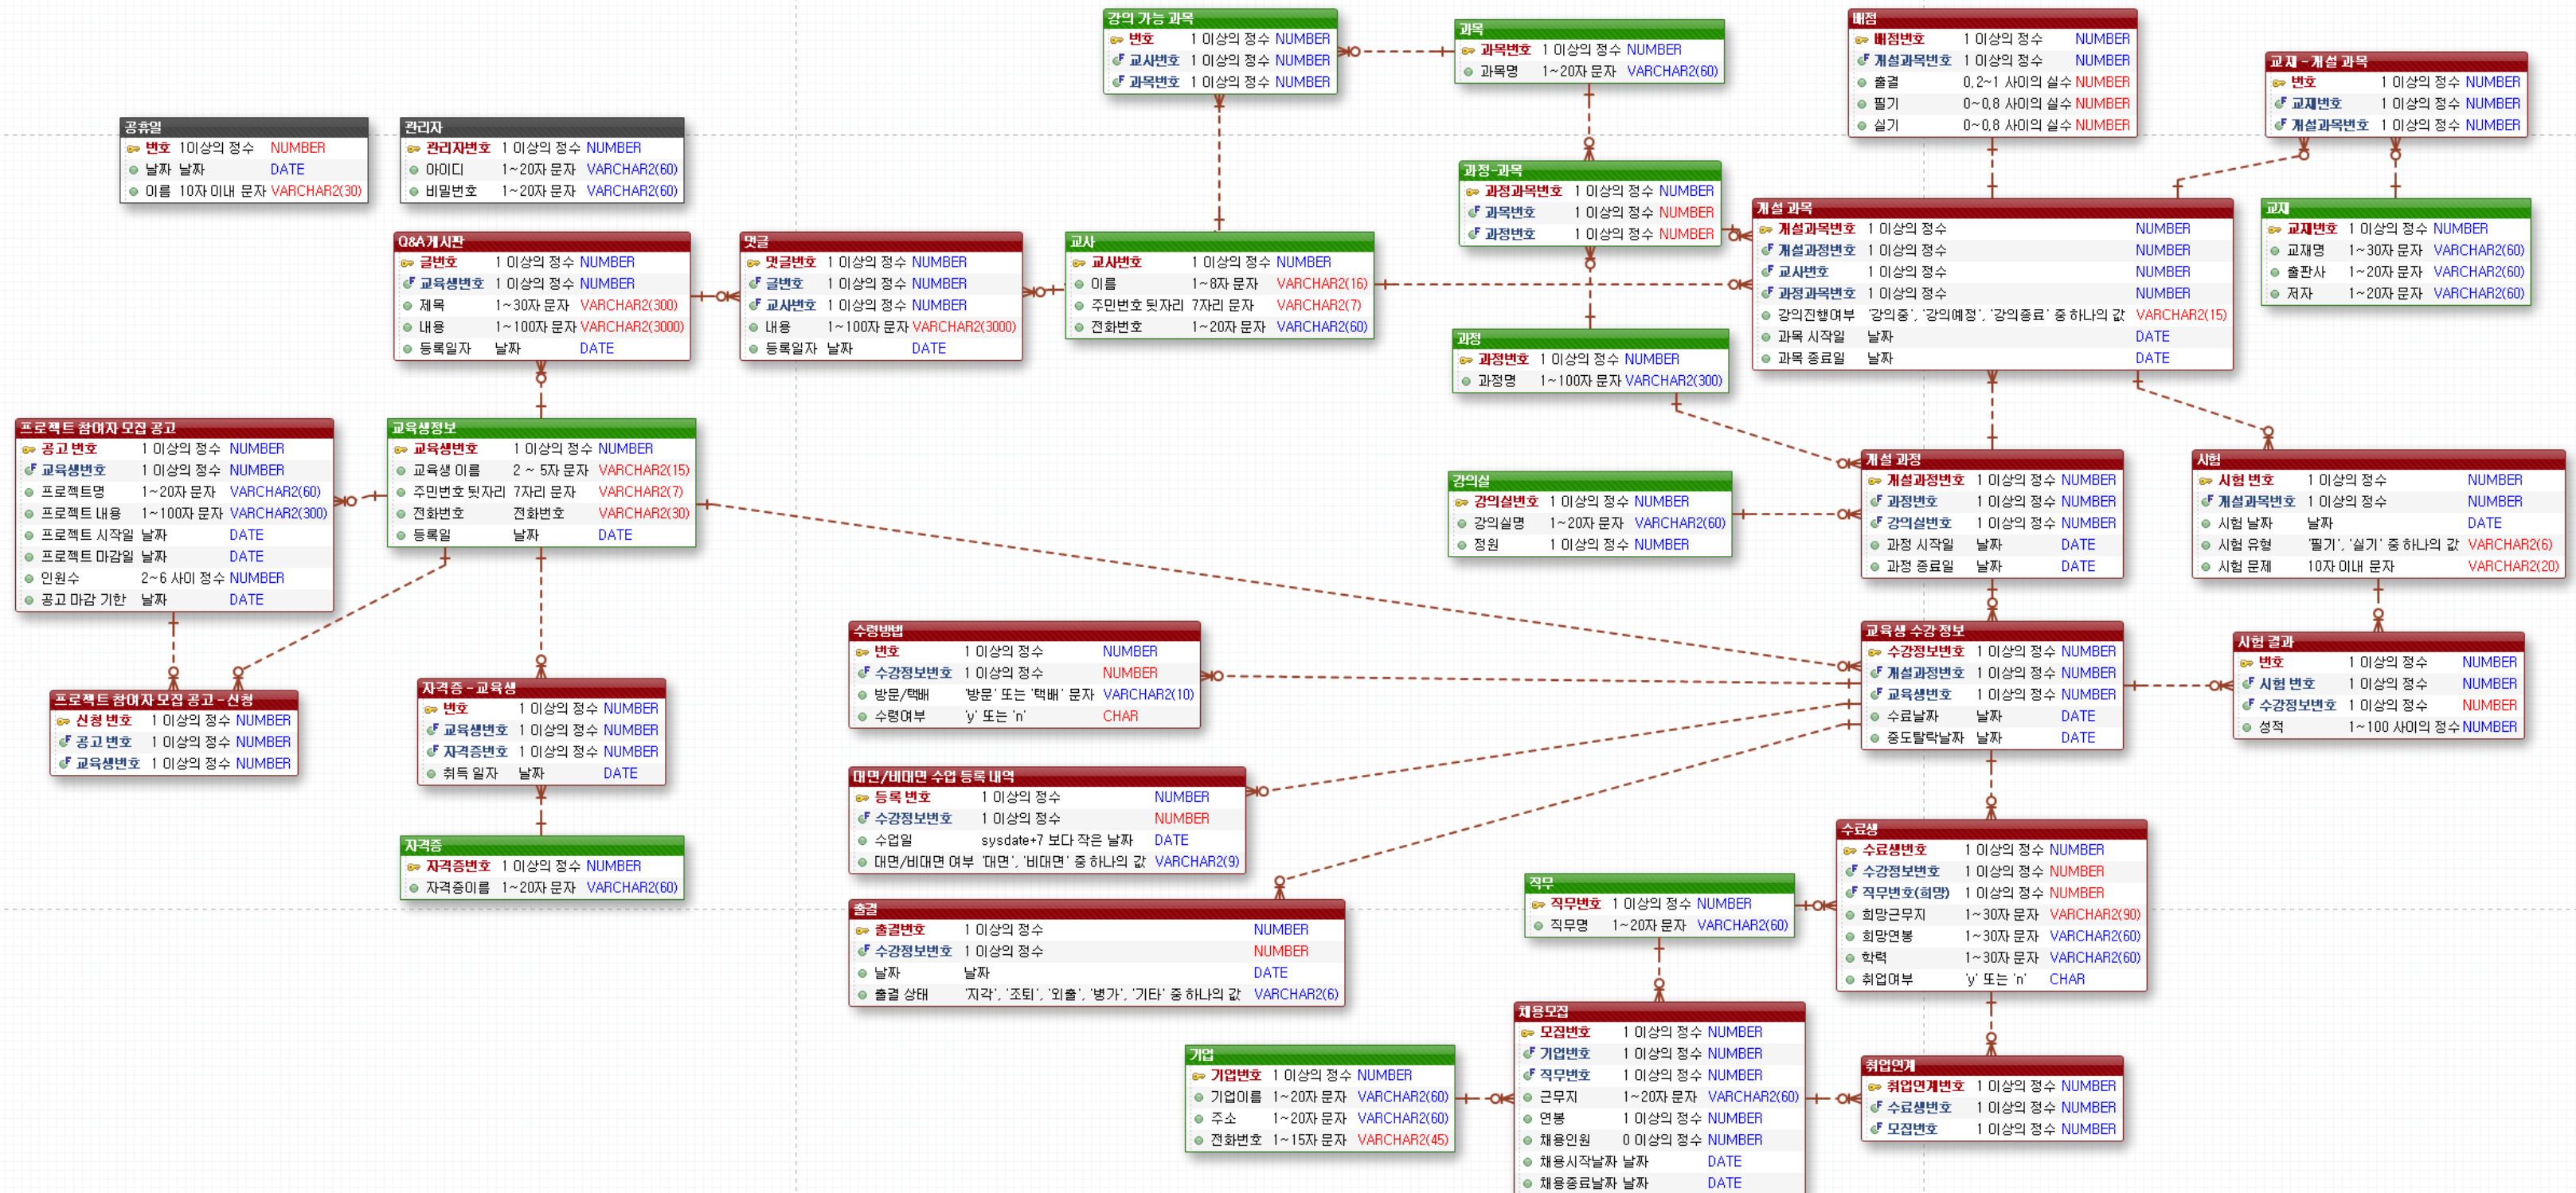 강의 가능 과목
번호 1 이상의 정수 NUMBER
교사번호 1 이상의 정수 NUMBER
과목번호 1 이상의 정수 NUMBER
과목
과목번호 1 이상의 정수 NUMBER
과목명 1~20자 문자 VARCHAR2(60)
배점
배점번호 1 이상의 정수 NUMBER
개설과목번호 1 이상의 정수 NUMBER
출결 0.2~1 사이의 실수 NUMBER
필기 0~0.8 사이의 실수 NUMBER
실기 0~0.8 사이의 실수 NUMBER
교재 - 개설 과목
번호 1 이상의 정수 NUMBER
교재번호 1 이상의 정수 NUMBER
개설과목번호 1 이상의 정수 NUMBER
공휴일
번호 1이상의 정수 NUMBER
날짜 날짜 DATE
이름 10자 이내 문자 VARCHAR2(30)
관리자
관리자번호 1 이상의 정수 NUMBER
아이디 1~20자 문자 VARCHAR2(60)
비밀번호 1~20자 문자 VARCHAR2(60)
과정-과목
과정과목번호 1 이상의 정수 NUMBER
과목번호 1 이상의 정수 NUMBER
과정번호 1 이상의 정수 NUMBER
개설 과목
개설과목번호 1 이상의 정수 NUMBER
개설과정번호 1 이상의 정수 NUMBER
교사번호 1 이상의 정수 NUMBER
과정과목번호 1 이상의 정수 NUMBER
강의진행여부 '강의중', '강의예정', '강의종료' 중 하나의 값 VARCHAR2(15)
과목 시작일 날짜 DATE
과목 종료일 날짜 DATE
교재
교재번호 1 이상의 정수 NUMBER
교재명 1~30자 문자 VARCHAR2(60)
출판사 1~20자 문자 VARCHAR2(60)
저자 1~20자 문자 VARCHAR2(60)
Q&A게시판
글번호 1 이상의 정수 NUMBER
교육생번호 1 이상의 정수 NUMBER
제목 1~30자 문자 VARCHAR2(300)
내용 1~100자 문자 VARCHAR2(3000)
등록일자 날짜 DATE
댓글
댓글번호 1 이상의 정수 NUMBER
글번호 1 이상의 정수 NUMBER
교사번호 1 이상의 정수 NUMBER
내용 1~100자 문자 VARCHAR2(3000)
등록일자 날짜 DATE
교사
교사번호 1 이상의 정수 NUMBER
이름 1~8자 문자 VARCHAR2(16)
주민번호 뒷자리 7자리 문자 VARCHAR2(7)
전화번호 1~20자 문자 VARCHAR2(60)
과정
과정번호 1 이상의 정수 NUMBER
과정명 1~100자 문자 VARCHAR2(300)
프로젝트 참여자 모집 공고
공고 번호 1 이상의 정수 NUMBER
교육생번호 1 이상의 정수 NUMBER
프로젝트명 1~20자 문자 VARCHAR2(60)
프로젝트 내용 1~100자 문자 VARCHAR2(300)
프로젝트 시작일 날짜 DATE
프로젝트 마감일 날짜 DATE
인원수 2~6 사이 정수 NUMBER
공고 마감 기한 날짜 DATE
교육생정보
교육생번호 1 이상의 정수 NUMBER
교육생 이름 2 ~ 5자 문자 VARCHAR2(15)
주민번호 뒷자리 7자리 문자 VARCHAR2(7)
전화번호 전화번호 VARCHAR2(30)
등록일 날짜 DATE
강의실
강의실번호 1 이상의 정수 NUMBER
강의실명 1~20자 문자 VARCHAR2(60)
정원 1 이상의 정수 NUMBER
개설 과정
개설과정번호 1 이상의 정수 NUMBER
과정번호 1 이상의 정수 NUMBER
강의실번호 1 이상의 정수 NUMBER
과정 시작일 날짜 DATE
과정 종료일 날짜 DATE
시험
시험 번호 1 이상의 정수 NUMBER
개설과목번호 1 이상의 정수 NUMBER
시험 날짜 날짜 DATE
시험 유형 '필기', '실기' 중 하나의 값 VARCHAR2(6)
시험 문제 10자 이내 문자 VARCHAR2(20)
프로젝트 참여자 모집 공고 - 신청
신청 번호 1 이상의 정수 NUMBER
공고 번호 1 이상의 정수 NUMBER
교육생번호 1 이상의 정수 NUMBER
자격증 - 교육생
번호 1 이상의 정수 NUMBER
교육생번호 1 이상의 정수 NUMBER
자격증번호 1 이상의 정수 NUMBER
취득 일자 날짜 DATE
수령방법
번호 1 이상의 정수 NUMBER
수강정보번호 1 이상의 정수 NUMBER
방문/택배 '방문' 또는 '택배' 문자 VARCHAR2(10)
수령여부 'y' 또는 'n' CHAR
교육생 수강 정보
수강정보번호 1 이상의 정수 NUMBER
개설과정번호 1 이상의 정수 NUMBER
교육생번호 1 이상의 정수 NUMBER
수료날짜 날짜 DATE
중도탈락날짜 날짜 DATE
시험 결과
번호 1 이상의 정수 NUMBER
시험 번호 1 이상의 정수 NUMBER
수강정보번호 1 이상의 정수 NUMBER
성적 1~100 사이의 정수 NUMBER
대면/비대면 수업 등록 내역
등록 번호 1 이상의 정수 NUMBER
수강정보번호 1 이상의 정수 NUMBER
수업일 sysdate+7 보다 작은 날짜 DATE
대면/비대면 여부 '대면', '비대면' 중 하나의 값 VARCHAR2(9)
자격증
자격증번호 1 이상의 정수 NUMBER
자격증이름 1~20자 문자 VARCHAR2(60)
출결
출결번호 1 이상의 정수 NUMBER
수강정보번호 1 이상의 정수 NUMBER
날짜 날짜 DATE
출결 상태 '지각', '조퇴', '외출', '병가', '기타' 중 하나의 값 VARCHAR2(6)
직무
직무번호 1 이상의 정수 NUMBER
직무명 1~20자 문자 VARCHAR2(60)
수료생
수료생번호 1 이상의 정수 NUMBER
수강정보번호 1 이상의 정수 NUMBER
직무번호(희망) 1 이상의 정수 NUMBER
희망근무지 1~30자 문자 VARCHAR2(90)
희망연봉 1~30자 문자 VARCHAR2(60)
학력 1~30자 문자 VARCHAR2(60)
취업여부 'y' 또는 'n' CHAR
기업
기업번호 1 이상의 정수 NUMBER
기업이름 1~20자 문자 VARCHAR2(60)
주소 1~20자 문자 VARCHAR2(60)
전화번호 1~15자 문자 VARCHAR2(45)
채용모집
모집번호 1 이상의 정수 NUMBER
기업번호 1 이상의 정수 NUMBER
직무번호 1 이상의 정수 NUMBER
근무지 1~20자 문자 VARCHAR2(60)
연봉 1 이상의 정수 NUMBER
채용인원 0 이상의 정수 NUMBER
채용시작날짜 날짜 DATE
채용종료날짜 날짜 DATE
취업연계
취업연계번호 1 이상의 정수 NUMBER
수료생번호 1 이상의 정수 NUMBER
모집번호 1 이상의 정수 NUMBER